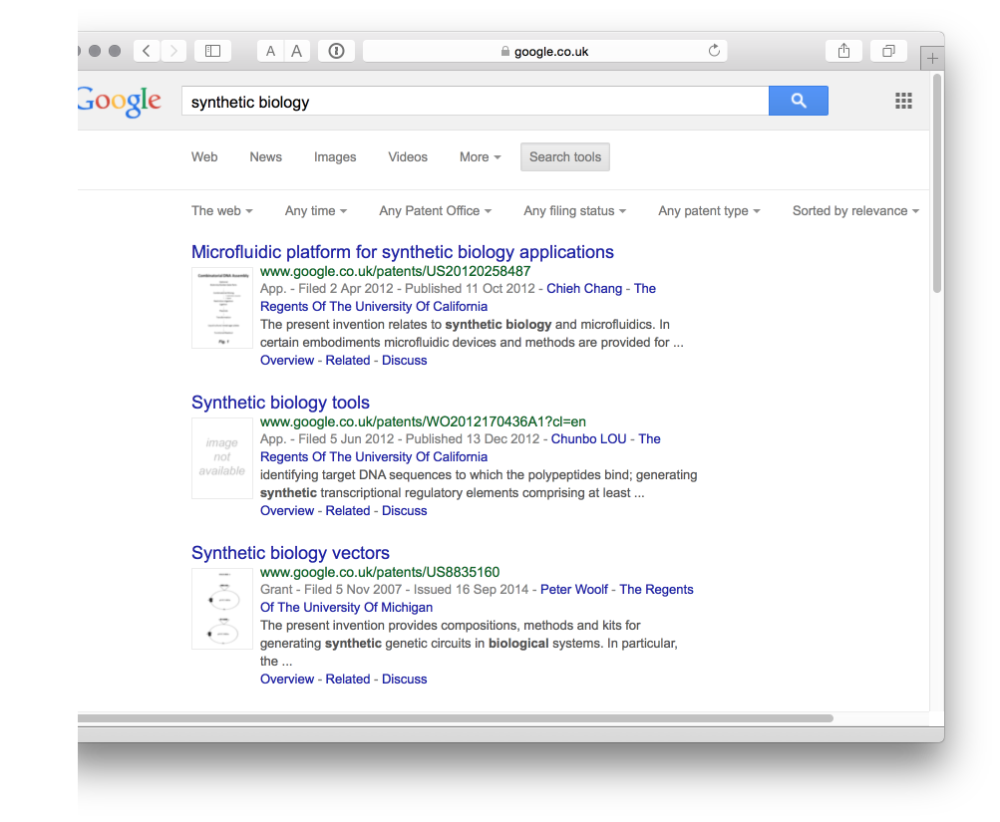 A A google.co.uk
Google synthetic biology
Web News Images Videos More Search tools
The web Any time Any Patent Office Any filing status Any patent type Sorted by relevance
Microfluidic platform for synthetic biology applications
www.google.co.uk/patents/US20120258487
App. - Filed 2 Apr 2012 - Published 11 Oct 2012 - Chieh Chang - The
Regents Of The University Of California
The present invention relates to synthetic biology and microfluidics. In
certain embodiments microfluidic devices and methods are provided for ...
Overview - Related - Discuss
Combinatorial DNA Assembly
Fig. 1
Synthetic biology tools
www.google.co.uk/patents/WO2012170436A1?cl=en
App. - Filed 5 Jun 2012 - Published 13 Dec 2012 - Chunbo LOU - The
Regents Of The University Of California
identifying target DNA sequences to which the polypeptides bind; generating
synthetic transcriptional regulatory elements comprising at least ...
Overview - Related - Discuss
image
not
available
Synthetic biology vectors
www.google.co.uk/patents/US8835160
Grant - Filed 5 Nov 2007 - Issued 16 Sep 2014 - Peter Woolf - The Regents
Of The University Of Michigan
The present invention provides compositions, methods and kits for
generating synthetic genetic circuits in biological systems. In particular,
the ...
Overview - Related - Discuss